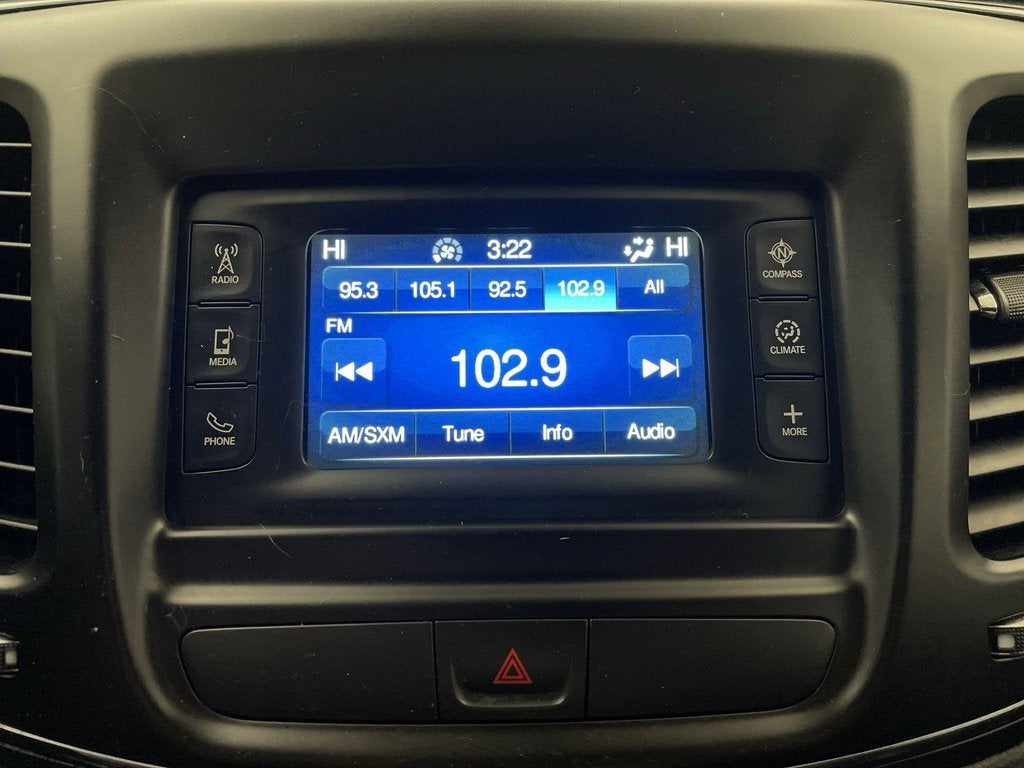 HI 3:22 HI
95.3 105.1 92.5 102.9 All
FM
102.9
AM/SXM Tune Info Audio
RADIO
MEDIA
PHONE
N
COMPASS
CLIMATE
MORE